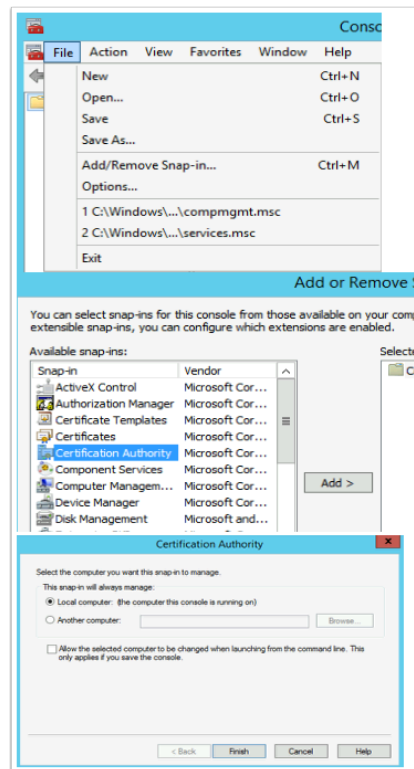 Conso
File Action View Favorites Window Help
New Ctrl+N
Open... Ctrl+O
Save Ctrl+S
Save As...
Add/Remove Snap-in... Ctrl+M
Options...
1 C:\Windows\...\compmgmt.msc
2 C:\Windows\...\services.msc
Exit
Add or Remove S
You can select snap-ins for this console from those available on your comp
extensible snap-ins, you can configure which extensions are enabled.
Available snap-ins: Selecte
Snap-in Vendor
ActiveX Control Microsoft Cor...
Authorization Manager Microsoft Cor...
Certificate Templates Microsoft Cor...
Certificates Microsoft Cor...
Certification Authority Microsoft Cor...
Component Services Microsoft Cor...
Computer Managem... Microsoft Cor...
Device Manager Microsoft Cor...
Disk Management Microsoft and...
Add >
Certification Authority
Select the computer you want this snap-in to manage.
This snap-in will always manage:
Local computer: (the computer this console is running on)
Another computer: Browse...
Allow the selected computer to be changed when launching from the command line. This
only applies if you save the console.
< Back Finish Cancel Help